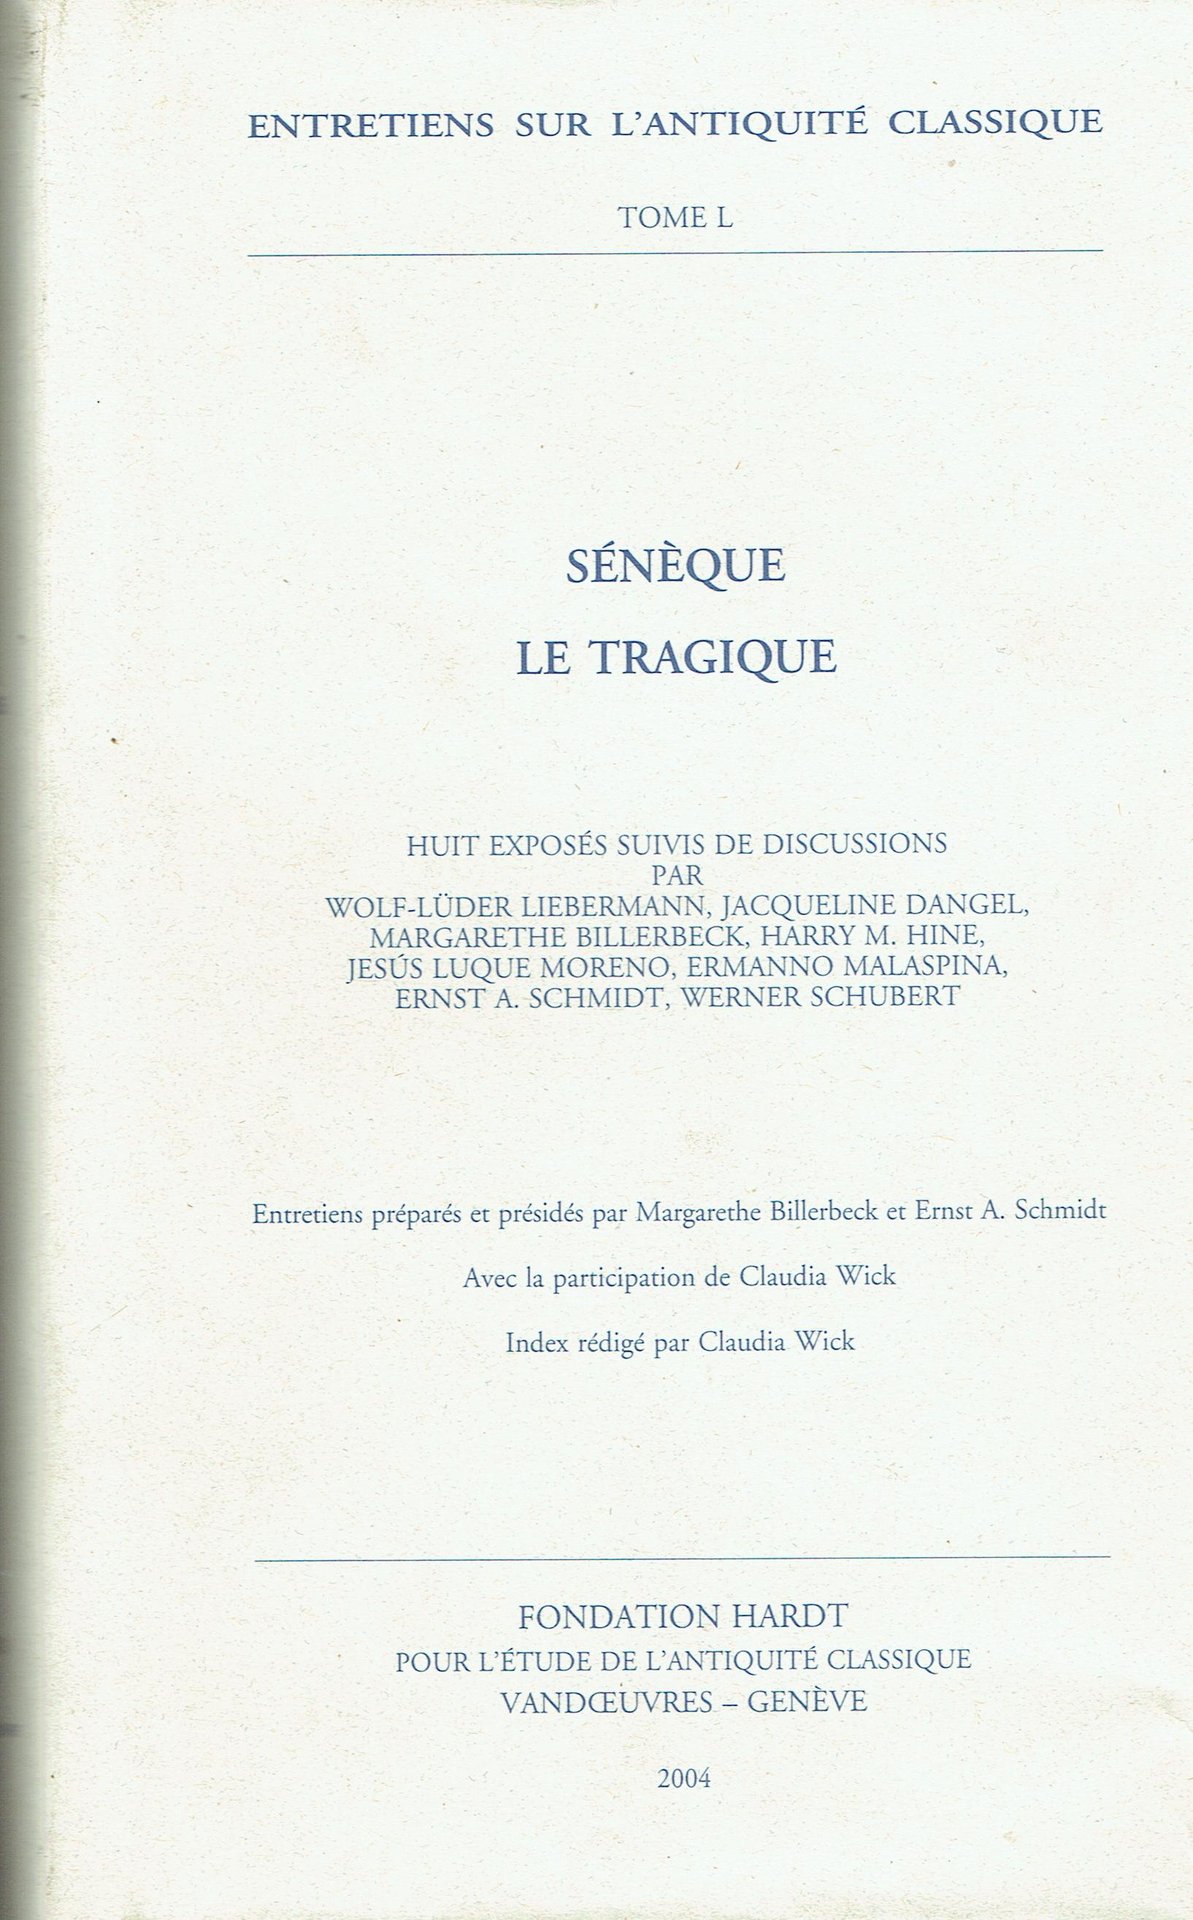 ENTRETIENS SUR L'ANTIQUITÉ CLASSIQUE
TOME L
SÉNÈQUE
LE TRAGIQUE
HUIT EXPOSÉS SUIVIS DE DISCUSSIONS
PAR
WOLF-LÜDER LIEBERMANN, JACQUELINE DANGEL,
MARGARETHE BILLERBECK, HARRY M. HINE,
JESÚS LUQUE MORENO, ERMANNO MALASPINA,
ERNST A. SCHMIDT, WERNER SCHUBERT
Entretiens préparés et présidés par Margarethe Billerbeck et Ernst A. Schmidt
Avec la participation de Claudia Wick
Index rédigé par Claudia Wick
FONDATION HARDT
POUR L'ÉTUDE DE L'ANTIQUITÉ CLASSIQUE
VANDŒUVRES – GENÈVE
2004